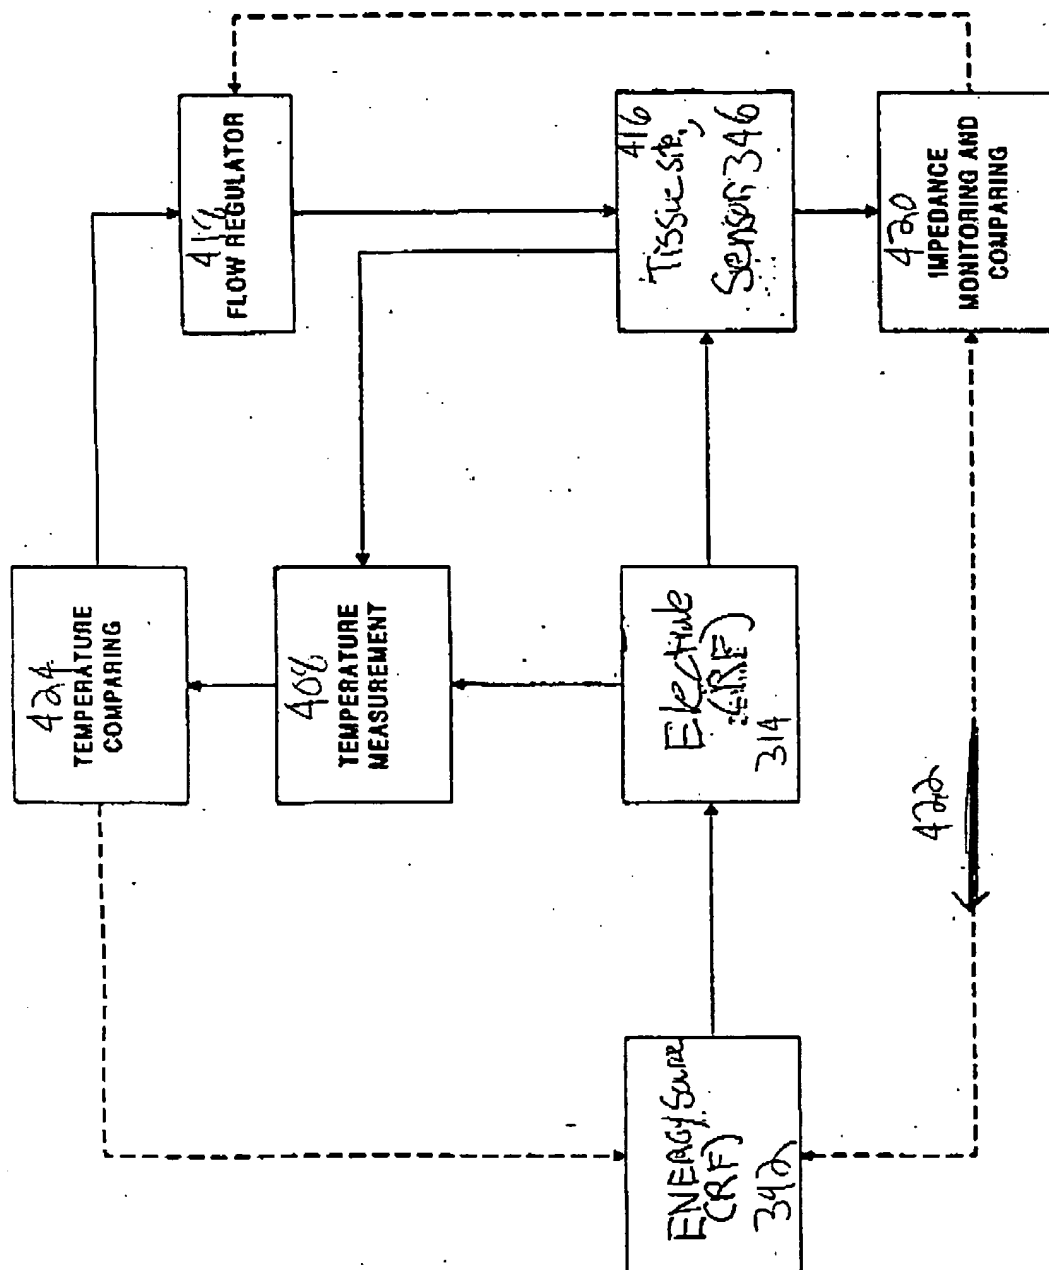 424
TEMPERATURE
COMPARING
418
FLOW REGULATOR
408
TEMPERATURE
MEASUREMENT
416
Tissue site,
Sensor 346
Electrode
(RF)
314
420
IMPEDANCE
MONITORING AND
COMPARING
ENERGY Source
(RF)
342
422